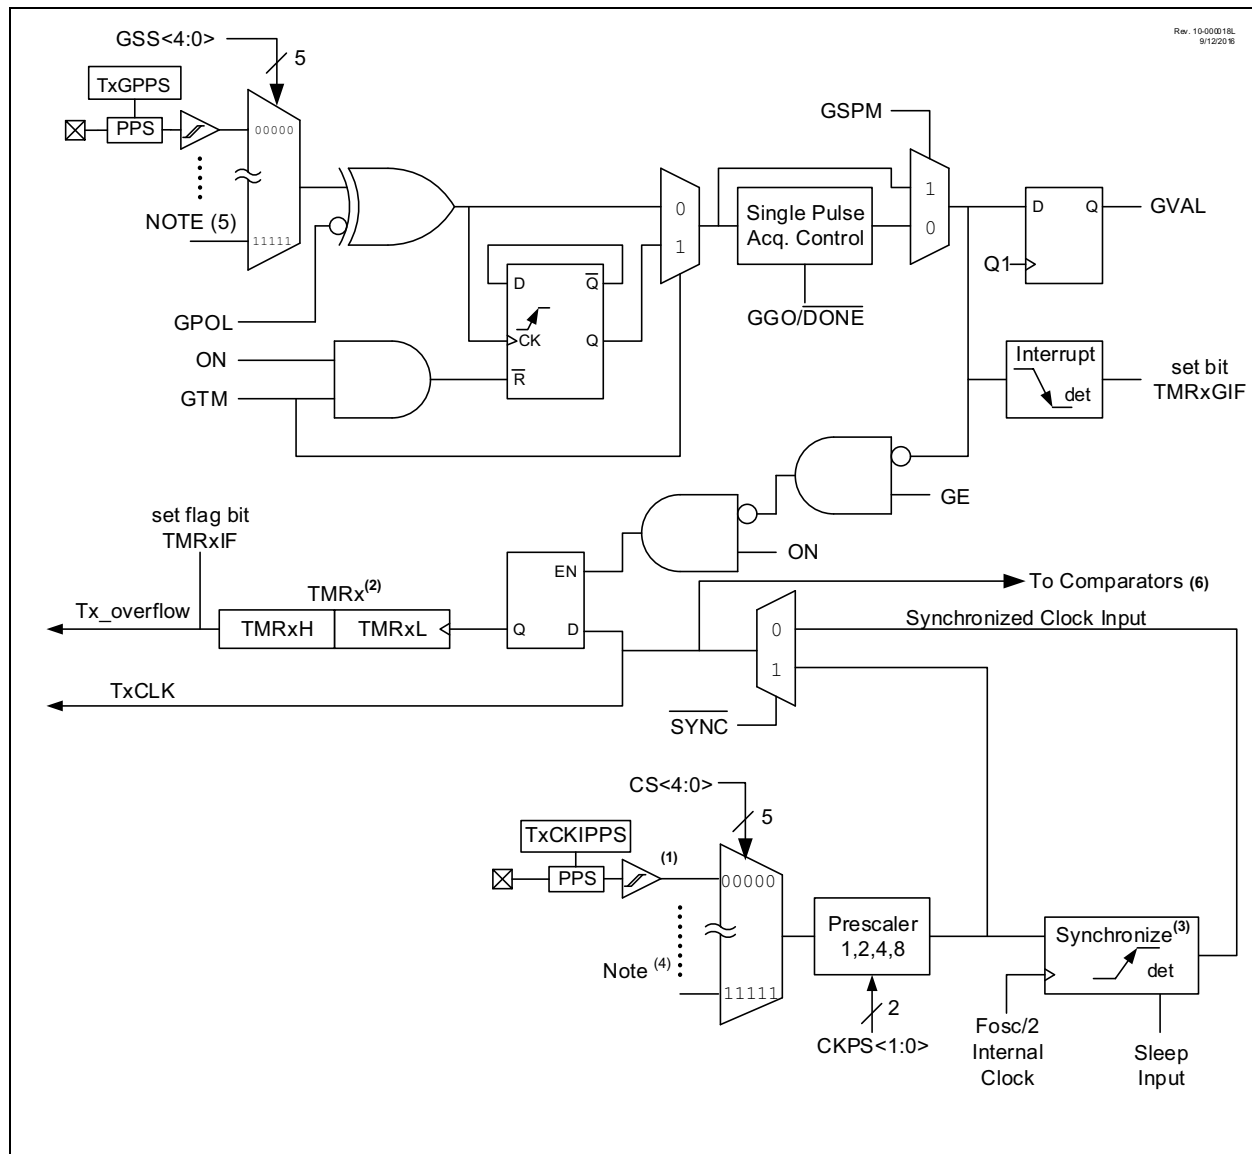 Rev. 10-000018L
9/12/2016
GSS<4:0>
5
TxGPPS
PPS
00000
NOTE (5)
11111
GPOL
ON
GTM
D
Q
CK
Q
R
0
1
Single Pulse
Acq. Control
GGO/DONE
GSPM
1
0
D
Q
Q1
GVAL
Interrupt
det
set bit
TMRxGIF
GE
ON
set flag bit
TMRxIF
Tx_overflow
TMRx(2)
TMRxH
TMRxL
EN
Q
D
To Comparators (6)
0
1
Synchronized Clock Input
TxCLK
SYNC
CS<4:0>
5
TxCKIPPS
PPS
(1)
00000
Note (4)
11111
Prescaler
1,2,4,8
2
CKPS<1:0>
Synchronize(3)
det
Fosc/2
Internal
Clock
Sleep
Input